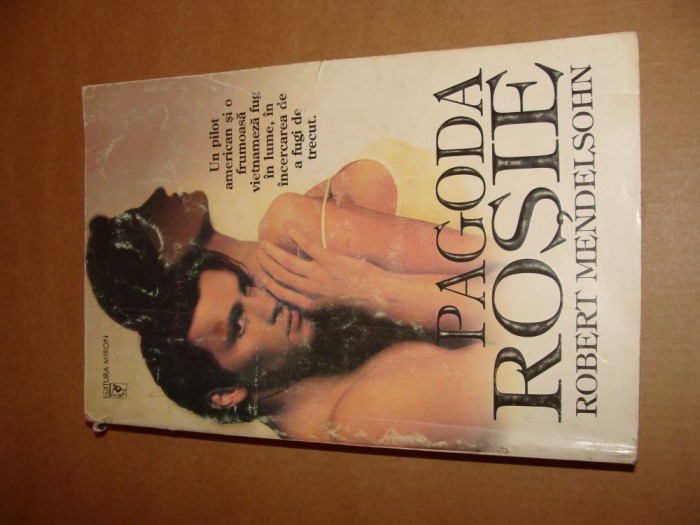 EDITURA MIRON
Un pilot
american și o
frumoasă
vietnameză fug
în lume, în
încercarea de
a fugi de
trecut.
PAGODA
ROȘIE
ROBERT MENDELSOHN